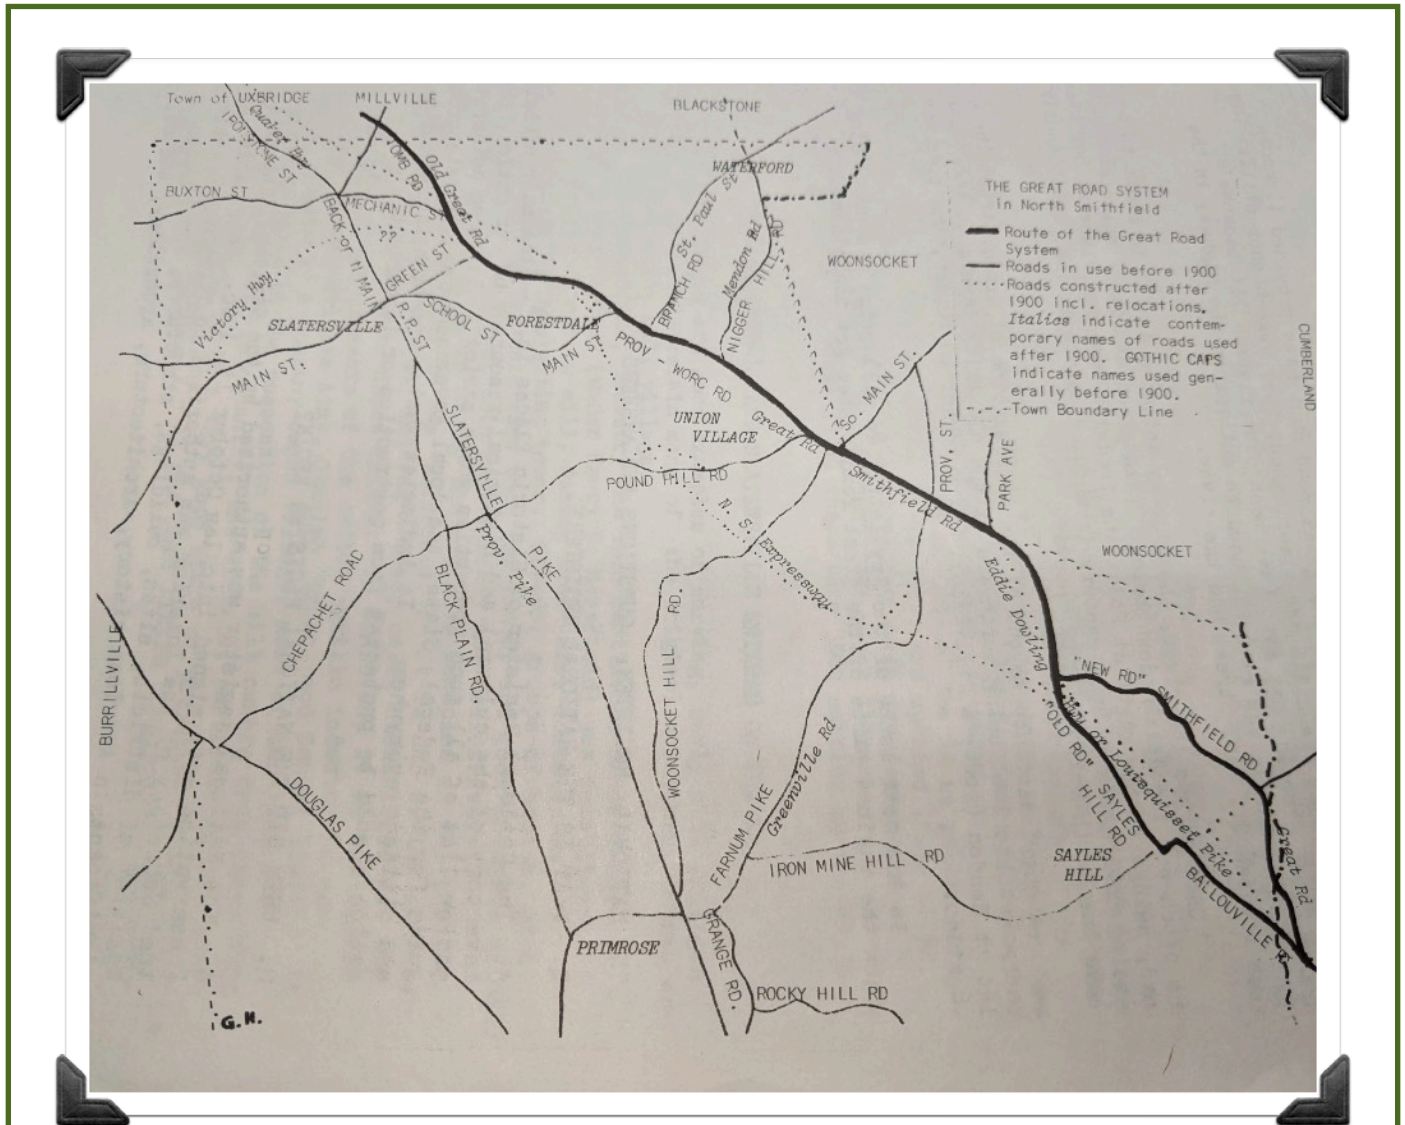 Town of UXBRIDGE
MILLVILLE
BLACKSTONE
Quaker Hwy
IRONSTONE ST
TOMB RD
Old Great Rd
WATERFORD
BUXTON ST
MECHANIC ST
BACK or N MAIN
??
GREEN ST
St. Paul St
BRANCH RD
Mendon Rd
NIGGER HILL RD
WOONSOCKET
THE GREAT ROAD SYSTEM
in North Smithfield
Route of the Great Road
System
Roads in use before 1900
Roads constructed after
1900 incl. relocations.
Italics indicate contem-
porary names of roads used
after 1900. GOTHIC CAPS
indicate names used gen-
erally before 1900.
Town Boundary Line
CUMBERLAND
Victory Hwy
SLATERSVILLE
R.P. ST
SCHOOL ST
FORESTDALE
MAIN ST
MAIN ST.
PROV - WORC RD
UNION
VILLAGE
Great Rd
SO. MAIN ST.
Smithfield Rd
PROV. ST.
PARK AVE
SLATERSVILLE
PIKE
Prov. Pike
POUND HILL RD
N. S. Expressway
WOONSOCKET
Eddie Dowling
Hwy or Louisquisset Pike
"NEW RD"
SMITHFIELD RD
"OLD RD"
SAYLES
HILL RD
BURRILLVILLE
CHEPACHET ROAD
BLACK PLAIN RD.
WOONSOCKET HILL RD.
DOUGLAS PIKE
FARNUM PIKE
Greenville Rd
IRON MINE HILL RD
SAYLES
HILL
BALLOUVILLE
Great Rd
PRIMROSE
GRANGE RD.
ROCKY HILL RD
G.H.